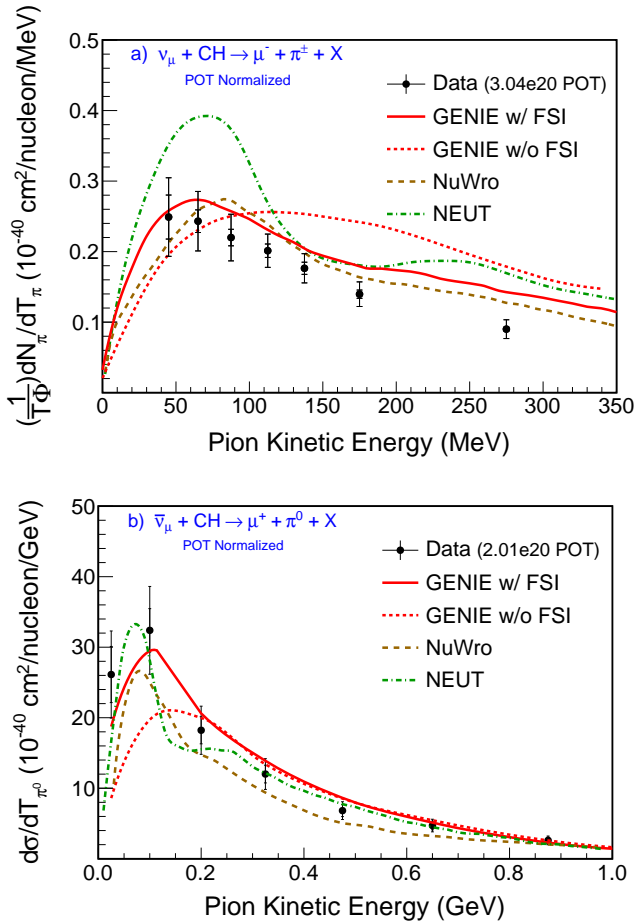 a) ν_μ + CH → μ⁻ + π^± + X
POT Normalized
Data (3.04e20 POT)
GENIE w/ FSI
GENIE w/o FSI
NuWro
NEUT
0.5
0.4
0.3
0.2
0.1
(1/TΦ)dN_π/dT_π (10⁻⁴⁰ cm²/nucleon/MeV)
0 50 100 150 200 250 300 350
Pion Kinetic Energy (MeV)
b) ν̅_μ + CH → μ⁺ + π⁰ + X
POT Normalized
Data (2.01e20 POT)
GENIE w/ FSI
GENIE w/o FSI
NuWro
NEUT
50
40
30
20
10
dσ/dT_π⁰ (10⁻⁴⁰ cm²/nucleon/GeV)
0.0 0.2 0.4 0.6 0.8 1.0
Pion Kinetic Energy (GeV)